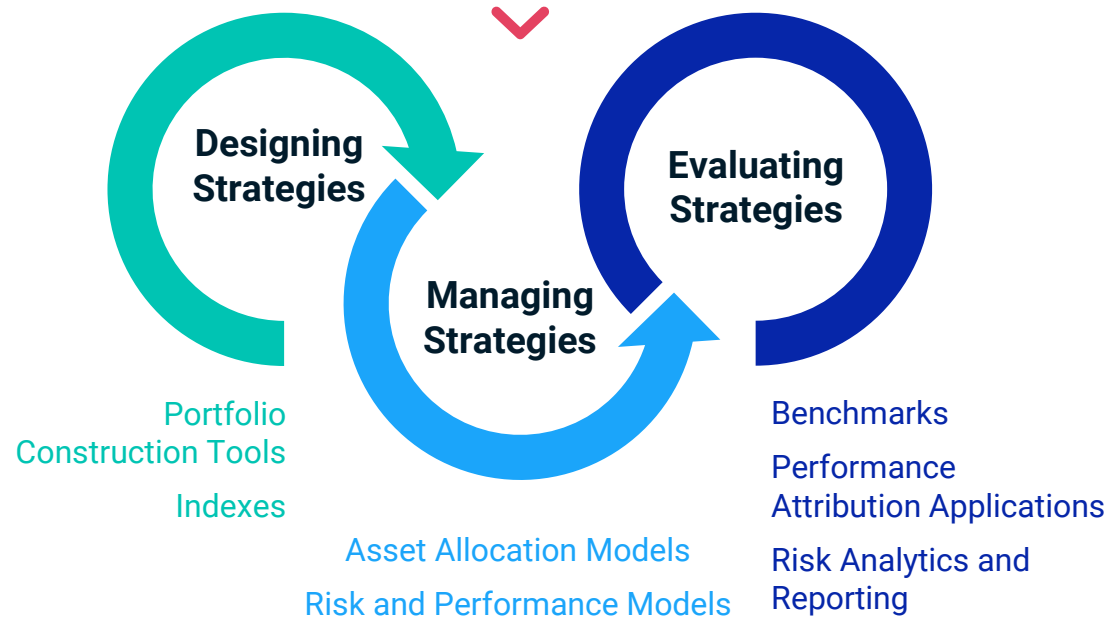 Designing
Strategies
Evaluating
Strategies
Managing
Strategies
Portfolio
Construction Tools
Indexes
Asset Allocation Models
Risk and Performance Models
Benchmarks
Performance
Attribution Applications
Risk Analytics and
Reporting